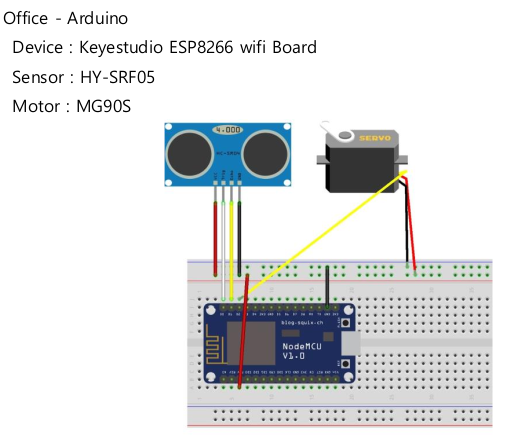 Office - Arduino
Device : Keyestudio ESP8266 wifi Board
Sensor : HY-SRF05
Motor : MG90S
4.000
SERVO
blog.squix.ch
NodeMCU
V1.0